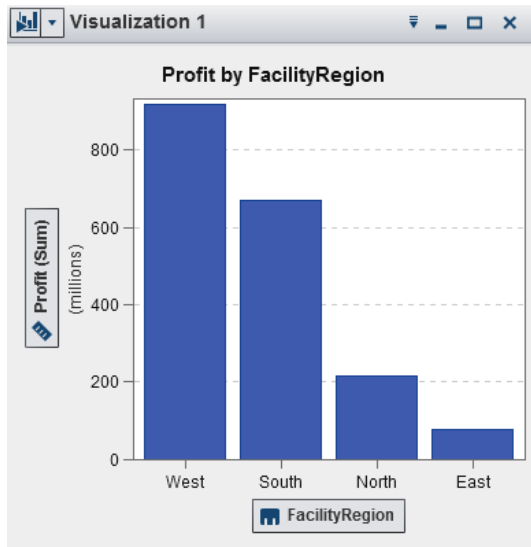 Visualization 1
Profit by FacilityRegion
Profit (Sum)
(millions)
800
600
400
200
0
West South North East
FacilityRegion